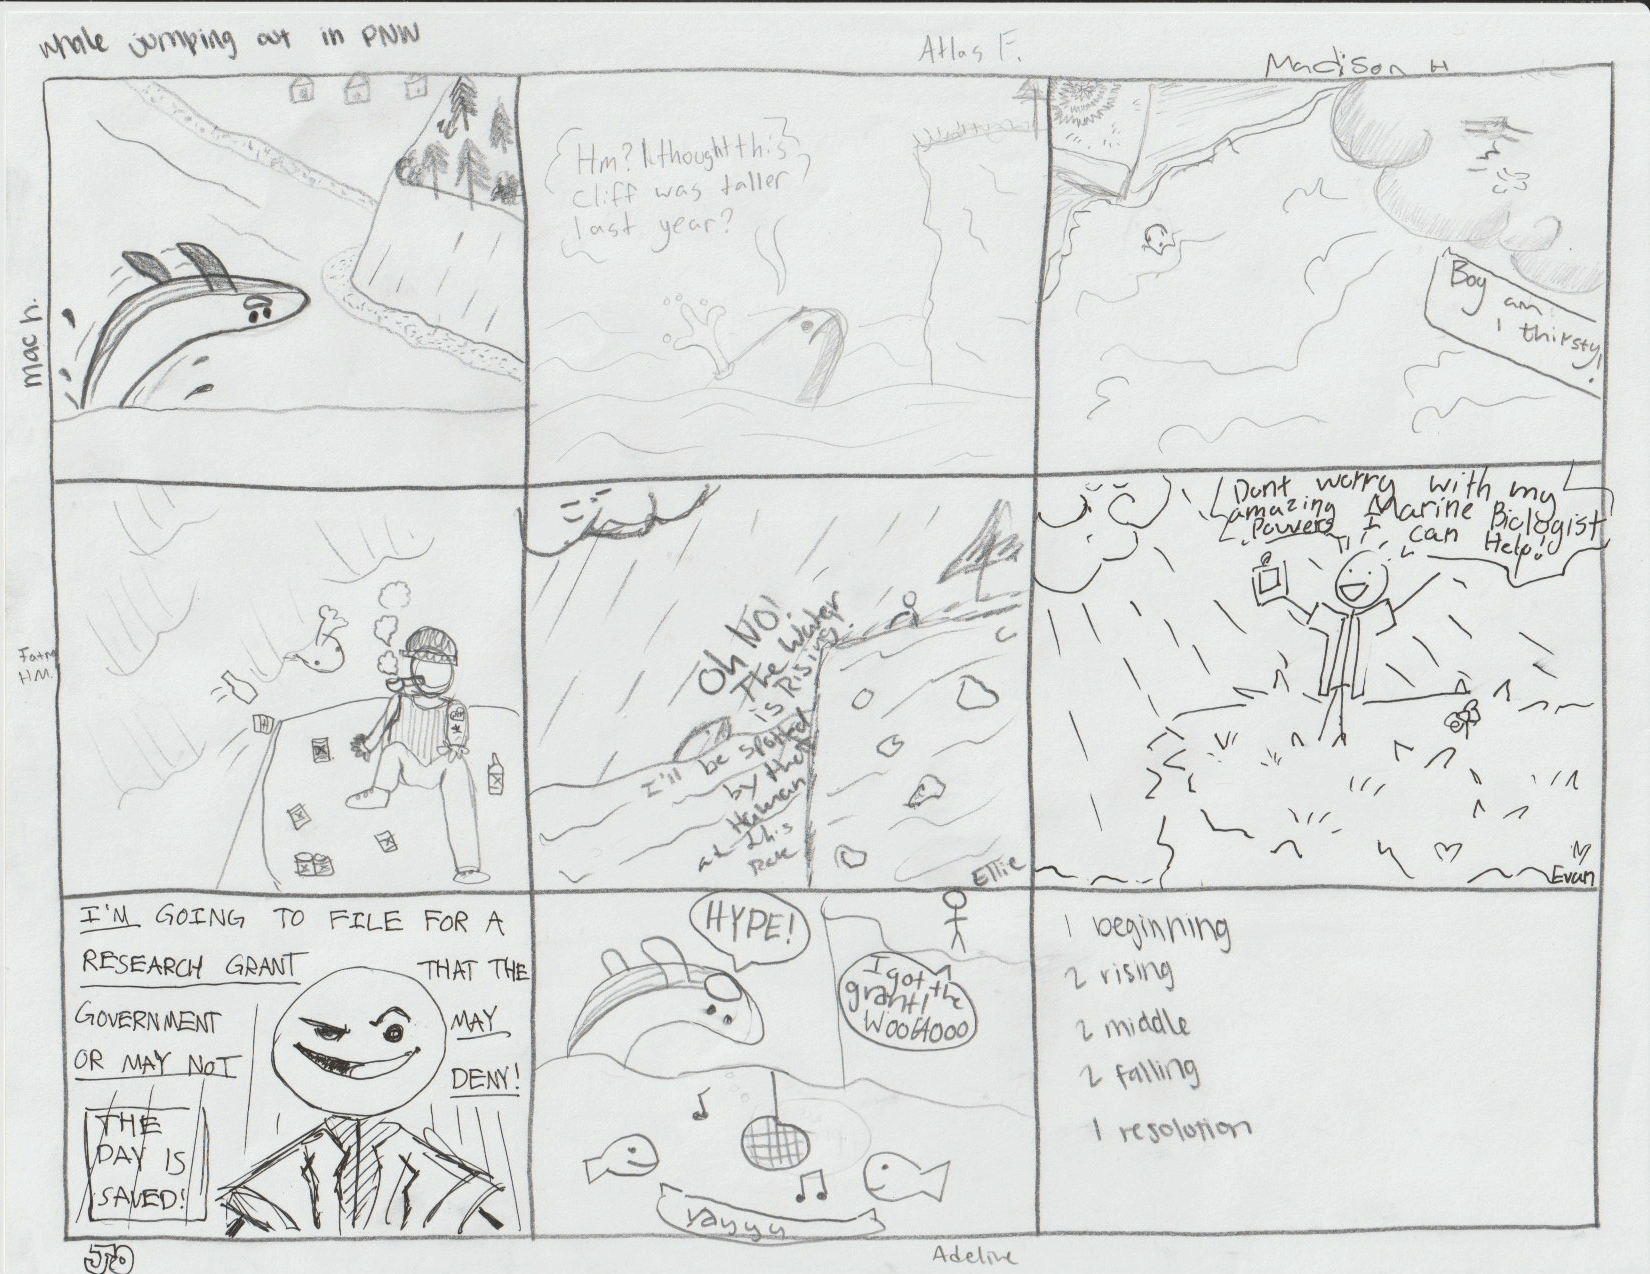 whale jumping out in PNW
Atlas F.
Madison H
Mac h.
Hm? I thought this
cliff was taller
last year?
Boy am
I thirsty!
H.M.
Oh NO!
The Water
is Rising!
I'll be spotted
by the
Human
at this
Rate
Ellie
Dont worry with my
amazing Marine Biologist
Powers I can Help!
Evan
I'M GOING TO FILE FOR A
RESEARCH GRANT THAT THE
GOVERNMENT MAY
OR MAY NOT DENY!
THE
DAY IS
SAVED!
HYPE!
I got the
grant!
WOOHOOO
yayyy
Adeline
1 beginning
2 rising
2 middle
2 falling
1 resolution